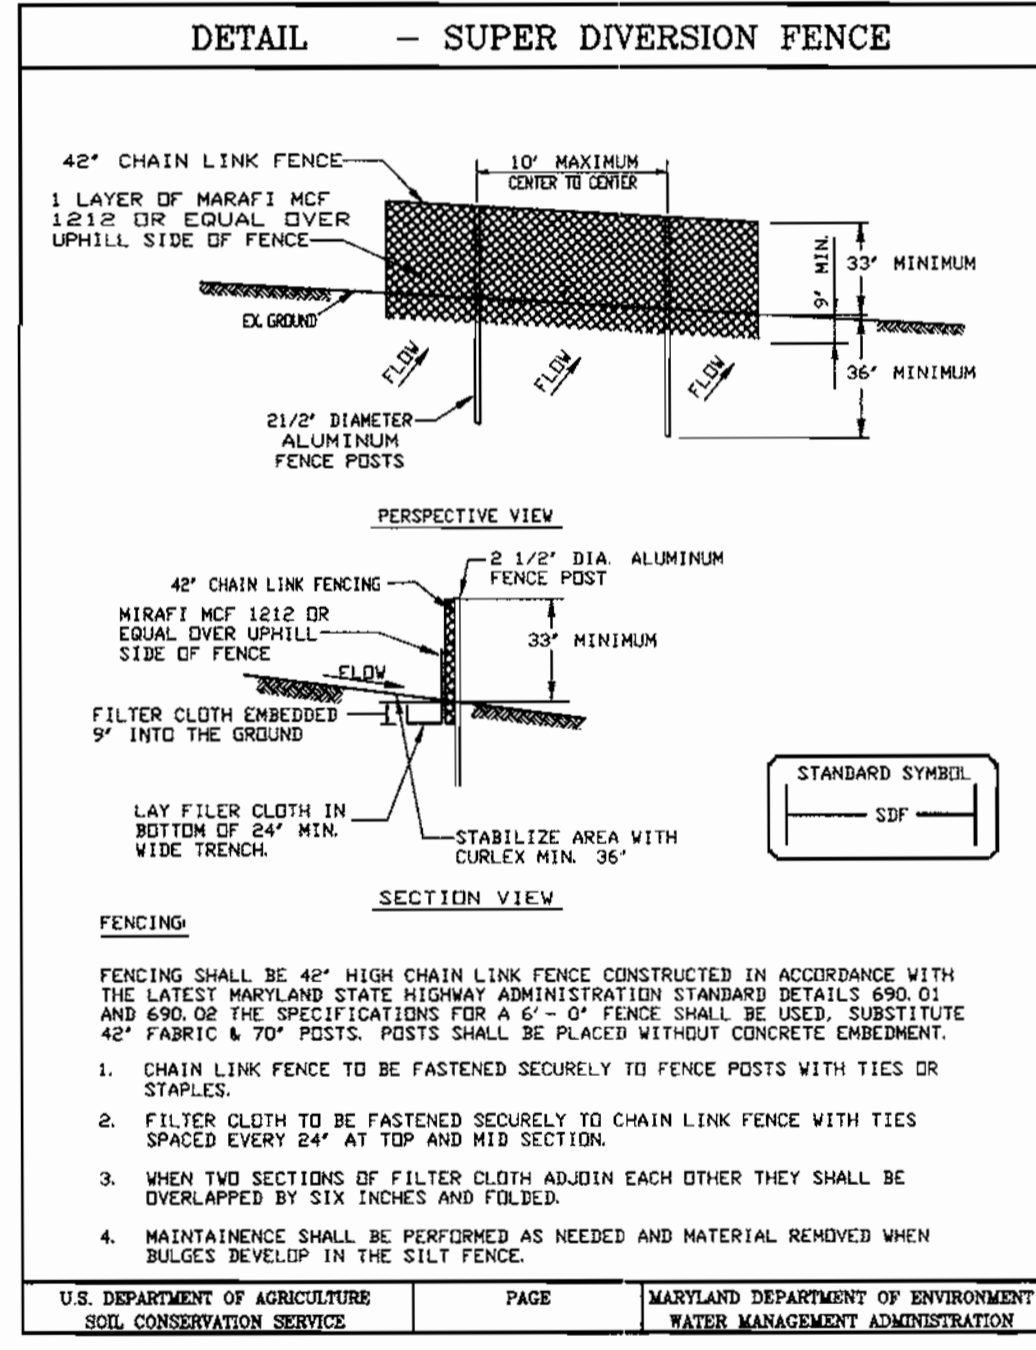 DETAIL - SUPER DIVERSION FENCE
42" CHAIN LINK FENCE
1 LAYER OF MARAFI MCF
1212 OR EQUAL OVER
UPHILL SIDE OF FENCE
10' MAXIMUM
CENTER TO CENTER
9" MIN.
33" MINIMUM
EX. GROUND
FLOW
FLOW
FLOW
36" MINIMUM
21/2" DIAMETER
ALUMINUM
FENCE POSTS
PERSPECTIVE VIEW
2 1/2" DIA. ALUMINUM
FENCE POST
42" CHAIN LINK FENCING
MIRAFI MCF 1212 OR
EQUAL OVER UPHILL
SIDE OF FENCE
33" MINIMUM
FLOW
FILTER CLOTH EMBEDDED
9" INTO THE GROUND
LAY FILER CLOTH IN
BOTTOM OF 24" MIN.
WIDE TRENCH.
STABILIZE AREA WITH
CURLEX MIN. 36"
STANDARD SYMBOL
SDF
SECTION VIEW
FENCING:
FENCING SHALL BE 42" HIGH CHAIN LINK FENCE CONSTRUCTED IN ACCORDANCE WITH
THE LATEST MARYLAND STATE HIGHWAY ADMINISTRATION STANDARD DETAILS 690.01
AND 690.02 THE SPECIFICATIONS FOR A 6'- 0" FENCE SHALL BE USED, SUBSTITUTE
42" FABRIC & 70" POSTS. POSTS SHALL BE PLACED WITHOUT CONCRETE EMBEDMENT.
1. CHAIN LINK FENCE TO BE FASTENED SECURELY TO FENCE POSTS WITH TIES OR
STAPLES.
2. FILTER CLOTH TO BE FASTENED SECURELY TO CHAIN LINK FENCE WITH TIES
SPACED EVERY 24" AT TOP AND MID SECTION.
3. WHEN TWO SECTIONS OF FILTER CLOTH ADJOIN EACH OTHER THEY SHALL BE
OVERLAPPED BY SIX INCHES AND FOLDED.
4. MAINTAINENCE SHALL BE PERFORMED AS NEEDED AND MATERIAL REMOVED WHEN
BULGES DEVELOP IN THE SILT FENCE.
U.S. DEPARTMENT OF AGRICULTURE
SOIL CONSERVATION SERVICE
PAGE
MARYLAND DEPARTMENT OF ENVIRONMENT
WATER MANAGEMENT ADMINISTRATION